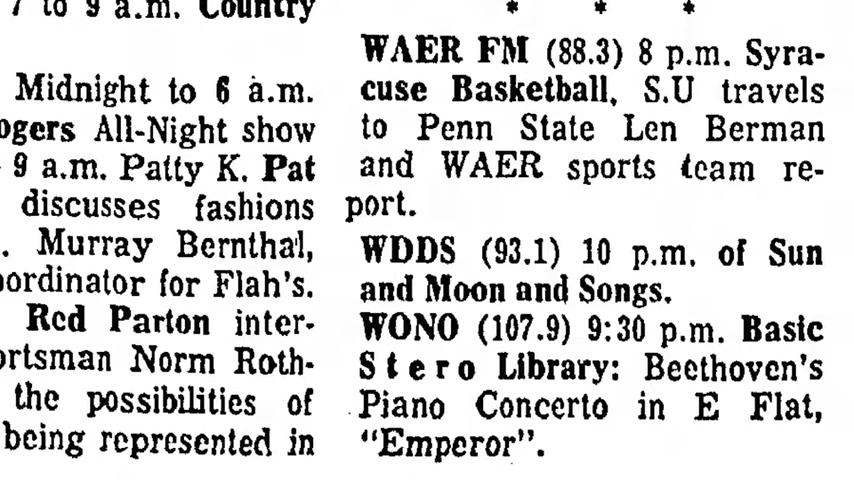 7 to 9 a.m. Country
Midnight to 6 a.m.
ogers All-Night show
9 a.m. Patty K. Pat
discusses fashions
. Murray Bernthal,
oordinator for Flah's.
Red Parton inter-
ortsman Norm Roth-
the possibilities of
being represented in
* * *
WAER FM (88.3) 8 p.m. Syra-
cuse Basketball, S.U travels
to Penn State Len Berman
and WAER sports team re-
port.
WDDS (93.1) 10 p.m. of Sun
and Moon and Songs.
WONO (107.9) 9:30 p.m. Basic
Stero Library: Beethoven's
Piano Concerto in E Flat,
"Emperor".